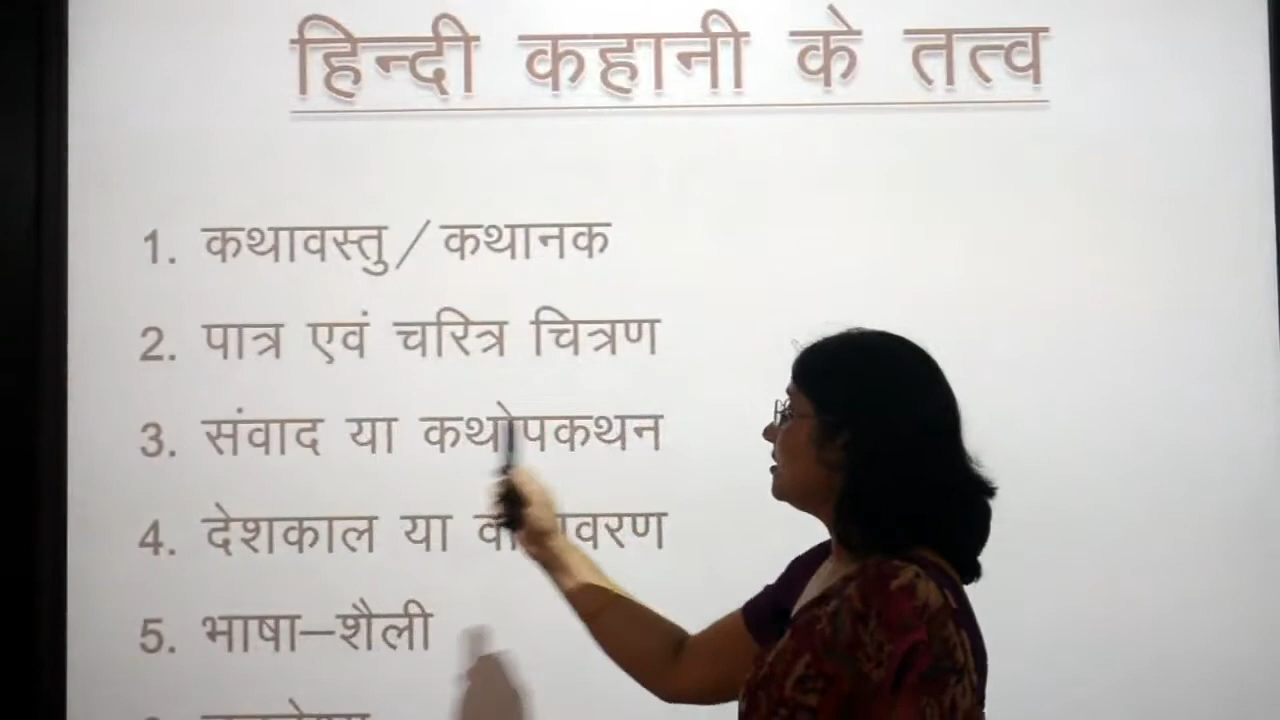 हिन्दी कहानी के तत्व
1. कथावस्तु/कथानक
2. पात्र एवं चरित्र चित्रण
3. संवाद या कथोपकथन
4. देशकाल या
5. भाषा–शैली